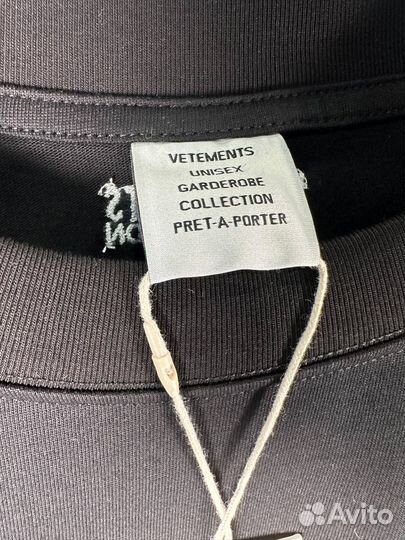 VETEMENTS
UNISEX
GARDEROBE
COLLECTION
PRET-A-PORTER
Avito